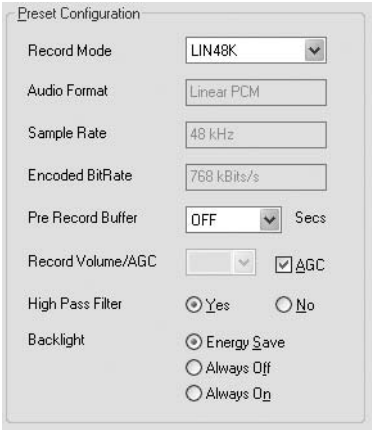 Preset Configuration
Record Mode LIN48K
Audio Format Linear PCM
Sample Rate 48 kHz
Encoded BitRate 768 kBits/s
Pre Record Buffer OFF Secs
Record Volume/AGC AGC
High Pass Filter Yes No
Backlight Energy Save
Always Off
Always On